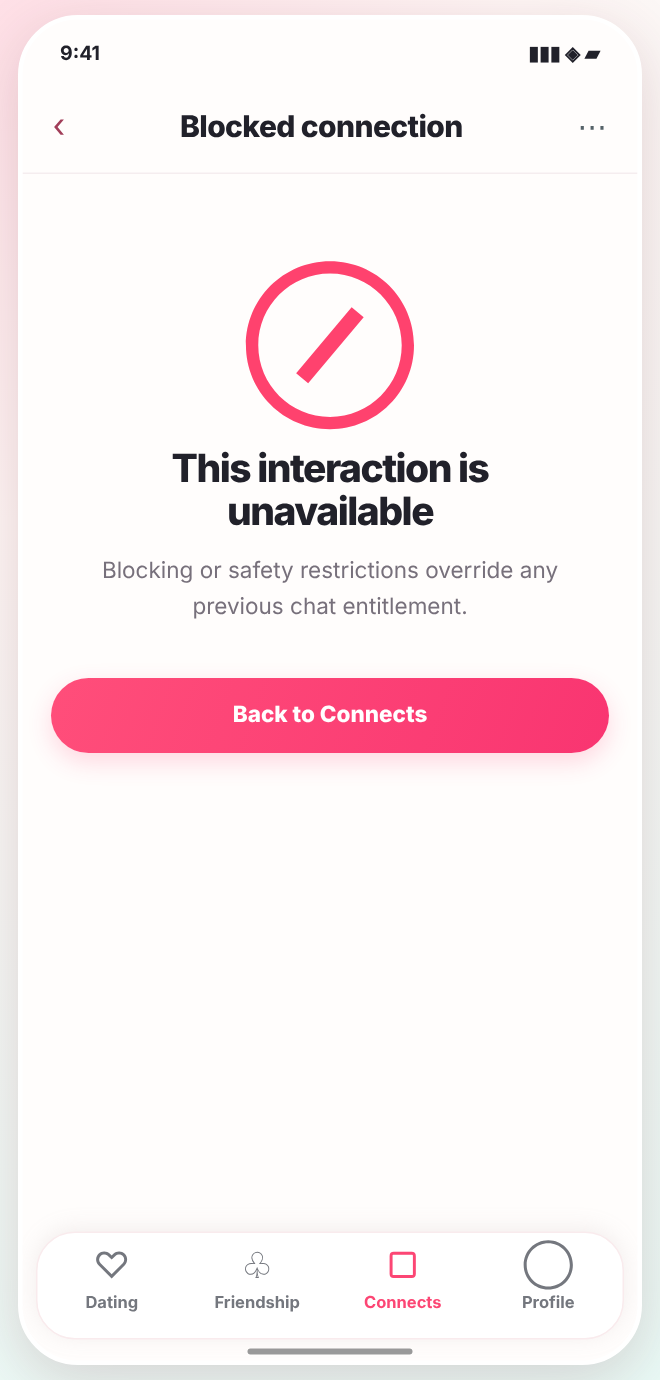 9:41
Blocked connection
This interaction is
unavailable
Blocking or safety restrictions override any
previous chat entitlement.
Back to Connects
Dating
Friendship
Connects
Profile